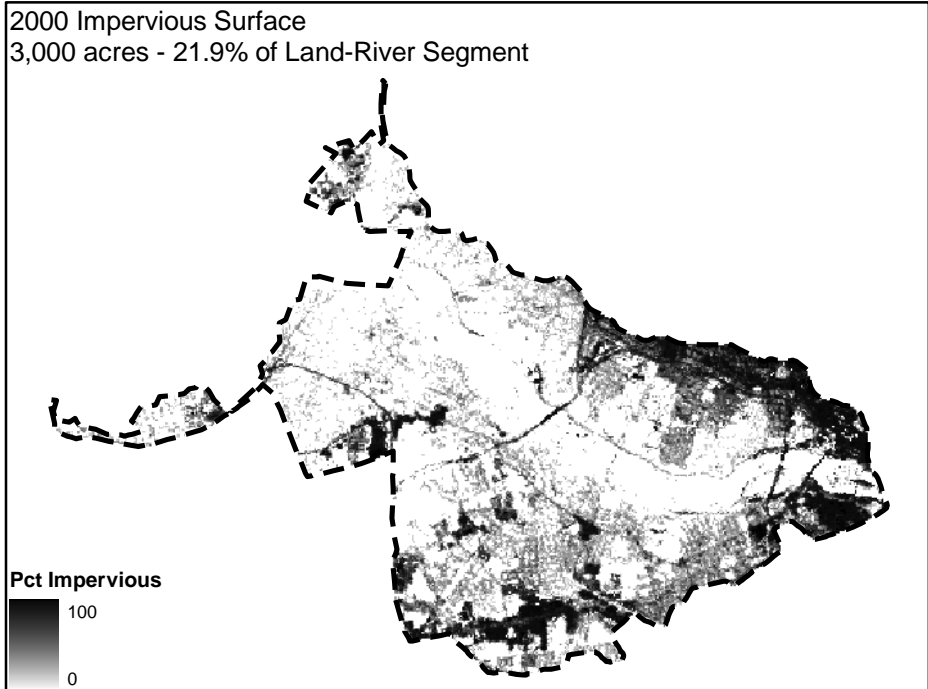 2000 Impervious Surface
3,000 acres - 21.9% of Land-River Segment
Pct Impervious
100
0